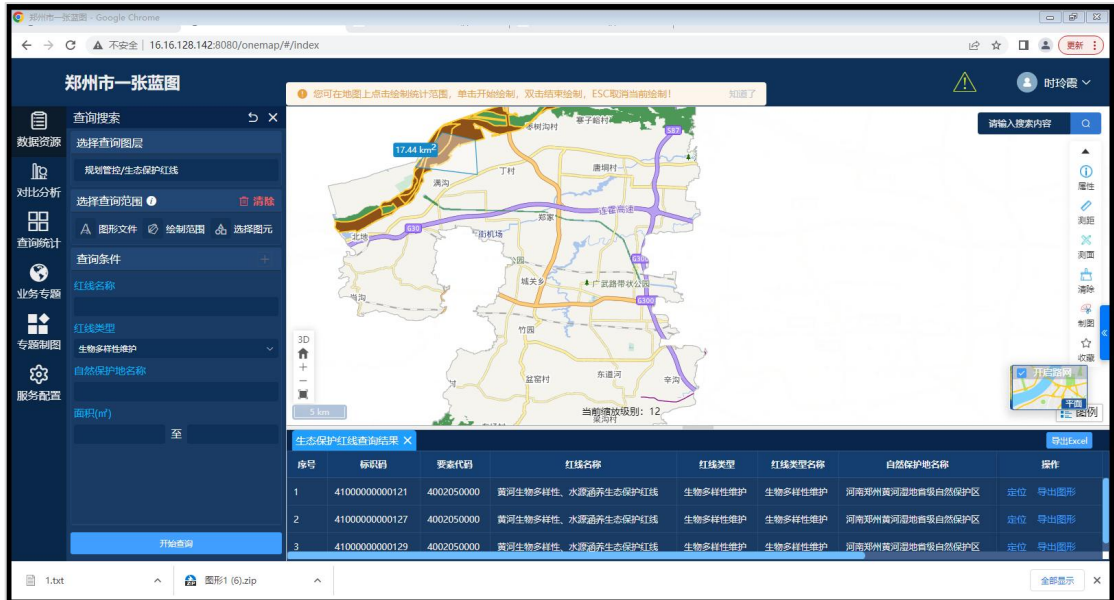 郑州市一张蓝图 - Google Chrome
不安全 | 16.16.128.142:8080/onemap/#/index
更新
郑州市一张蓝图
您可在地图上点击绘制统计范围，单击开始绘制，双击结束绘制，ESC取消当前绘制！
知道了
时玲霞
数据资源
对比分析
查询统计
业务专题
专题制图
服务配置
查询搜索
选择查询图层
规划管控/生态保护红线
选择查询范围
清除
图形文件
绘制范围
选择图元
查询条件
红线名称
红线类型
生物多样性维护
自然保护地名称
面积(㎡)
至
开始查询
17.44 km²
寨子峪村
枣树沟村
S87
丁村
唐垌村
满沟
连霍高速
郑家
G30
北地
街机场
公园
G300
城关乡
广武路带状公园
G300
竹园
东道河
盆窑村
辛沟
3D
5 km
当前缩放级别：12
请输入搜索内容
属性
测距
测面
清除
制图
收藏
开启路网
平面
图例
生态保护红线查询结果
导出Excel
序号 标识码 要素代码 红线名称 红线类型 红线类型名称 自然保护地名称 操作
1 41000000000121 4002050000 黄河生物多样性、水源涵养生态保护红线 生物多样性维护 生物多样性维护 河南郑州黄河湿地省级自然保护区 定位 导出图形
2 41000000000127 4002050000 黄河生物多样性、水源涵养生态保护红线 生物多样性维护 生物多样性维护 河南郑州黄河湿地省级自然保护区 定位 导出图形
3 41000000000129 4002050000 黄河生物多样性、水源涵养生态保护红线 生物多样性维护 生物多样性维护 河南郑州黄河湿地省级自然保护区 定位 导出图形
1.txt
图形1 (6).zip
全部显示